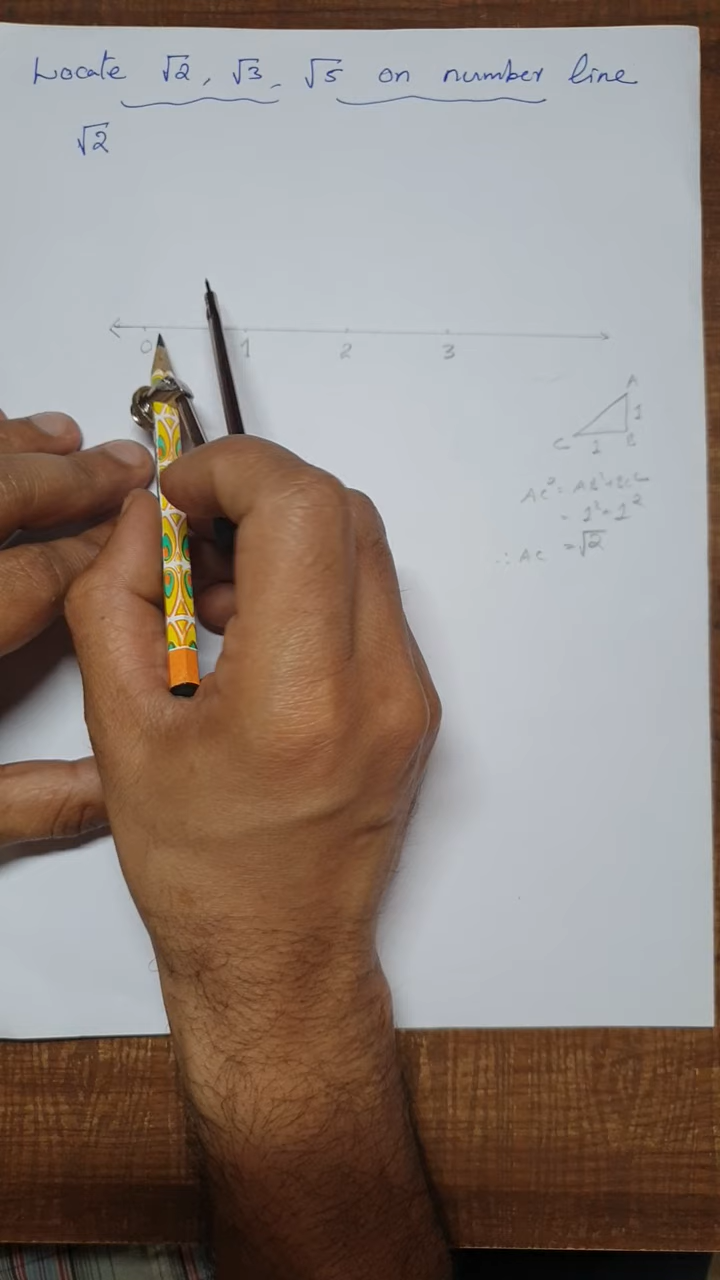 Locate √2, √3, √5 on number line
√2
0 1 2 3
A
1
C 1 B
AC² = AB² + BC²
= 1² + 1²
∴ AC = √2